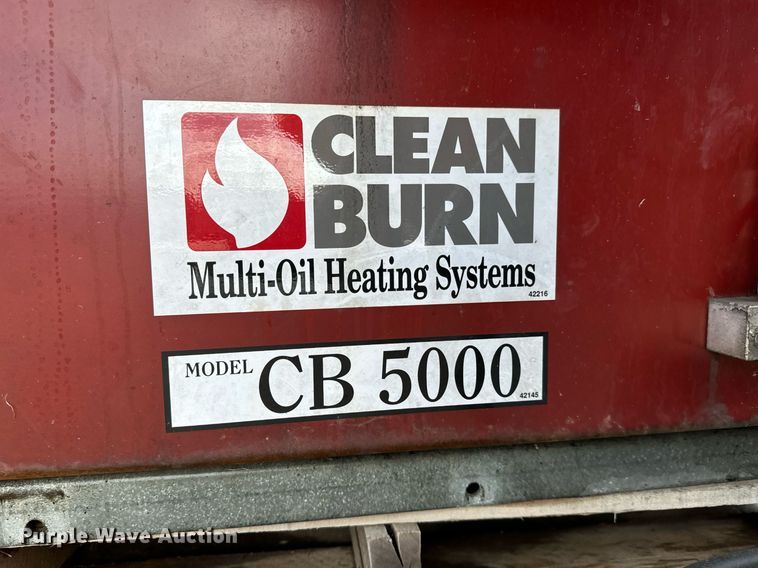 CLEAN
BURN
Multi-Oil Heating Systems
42216
MODEL CB 5000
42145
Purple Wave Auction